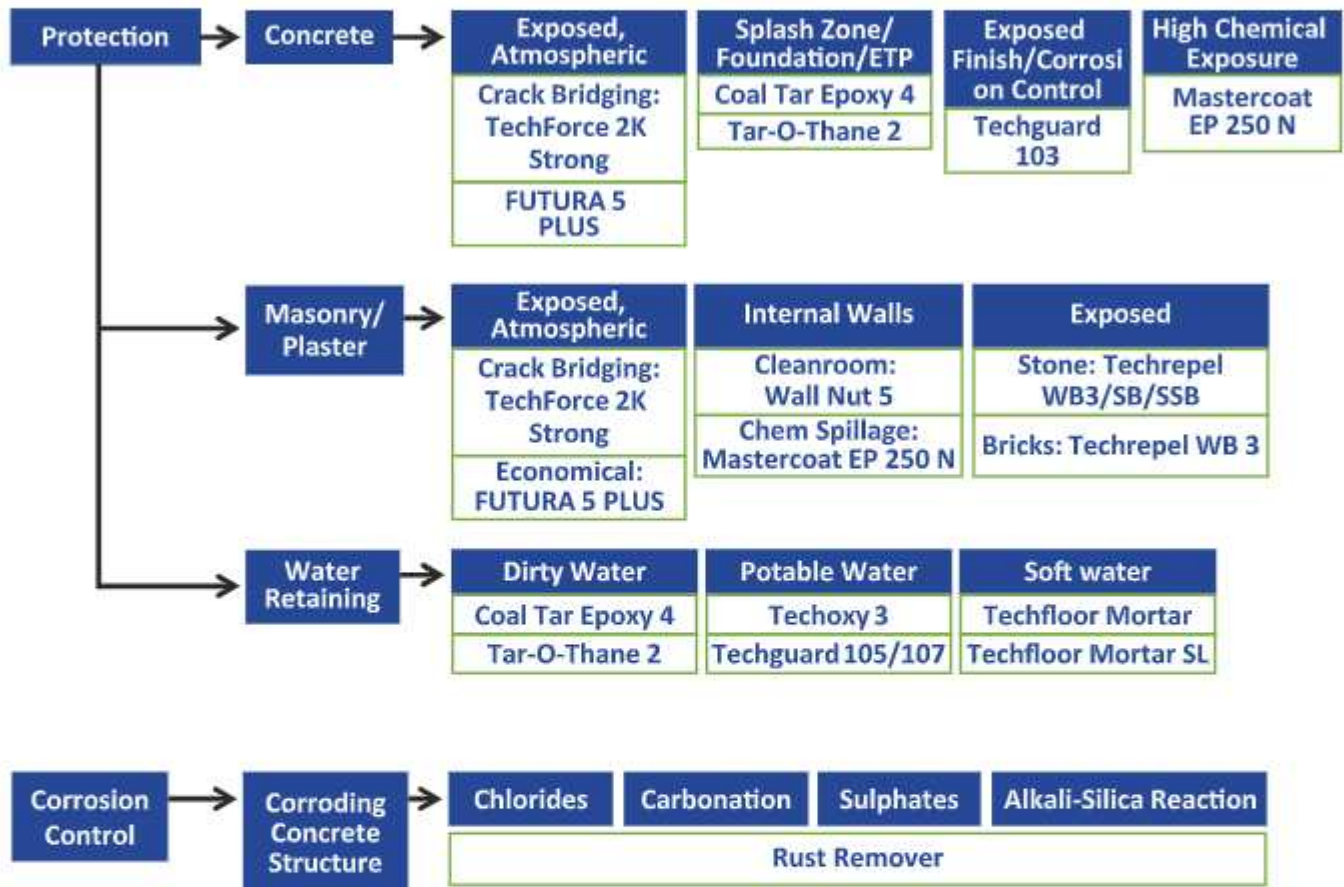 Protection
Concrete
Exposed,
Atmospheric
Crack Bridging:
TechForce 2K
Strong
FUTURA 5
PLUS
Splash Zone/
Foundation/ETP
Coal Tar Epoxy 4
Tar-O-Thane 2
Exposed
Finish/Corrosi
on Control
Techguard
103
High Chemical
Exposure
Mastercoat
EP 250 N
Masonry/
Plaster
Exposed,
Atmospheric
Crack Bridging:
TechForce 2K
Strong
Economical:
FUTURA 5 PLUS
Internal Walls
Cleanroom:
Wall Nut 5
Chem Spillage:
Mastercoat EP 250 N
Exposed
Stone: Techrepel
WB3/SB/SSB
Bricks: Techrepel WB 3
Water
Retaining
Dirty Water
Coal Tar Epoxy 4
Tar-O-Thane 2
Potable Water
Techoxy 3
Techguard 105/107
Soft water
Techfloor Mortar
Techfloor Mortar SL
Corrosion
Control
Corroding
Concrete
Structure
Chlorides
Carbonation
Sulphates
Alkali-Silica Reaction
Rust Remover